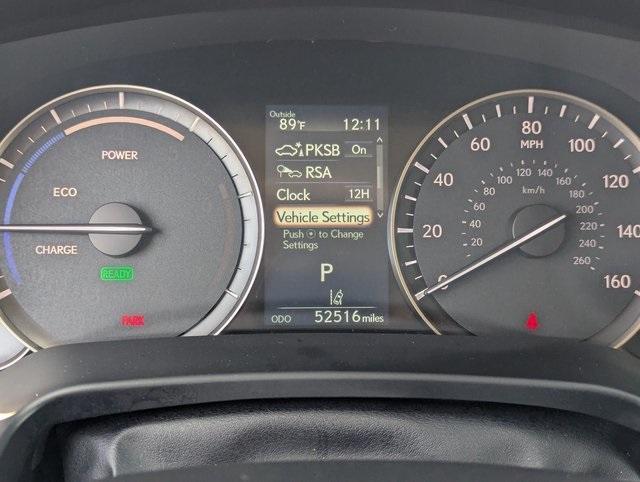 POWER
ECO
CHARGE
READY
PARK
Outside
89°F 12:11
PKSB On
RSA
Clock 12H
Vehicle Settings
Push to Change
Settings
P
ODO 52516 miles
0 20 40 60 80 100 120 140 160
MPH
20 40 60 80 100 120 140 160 180 200 220 240 260
km/h